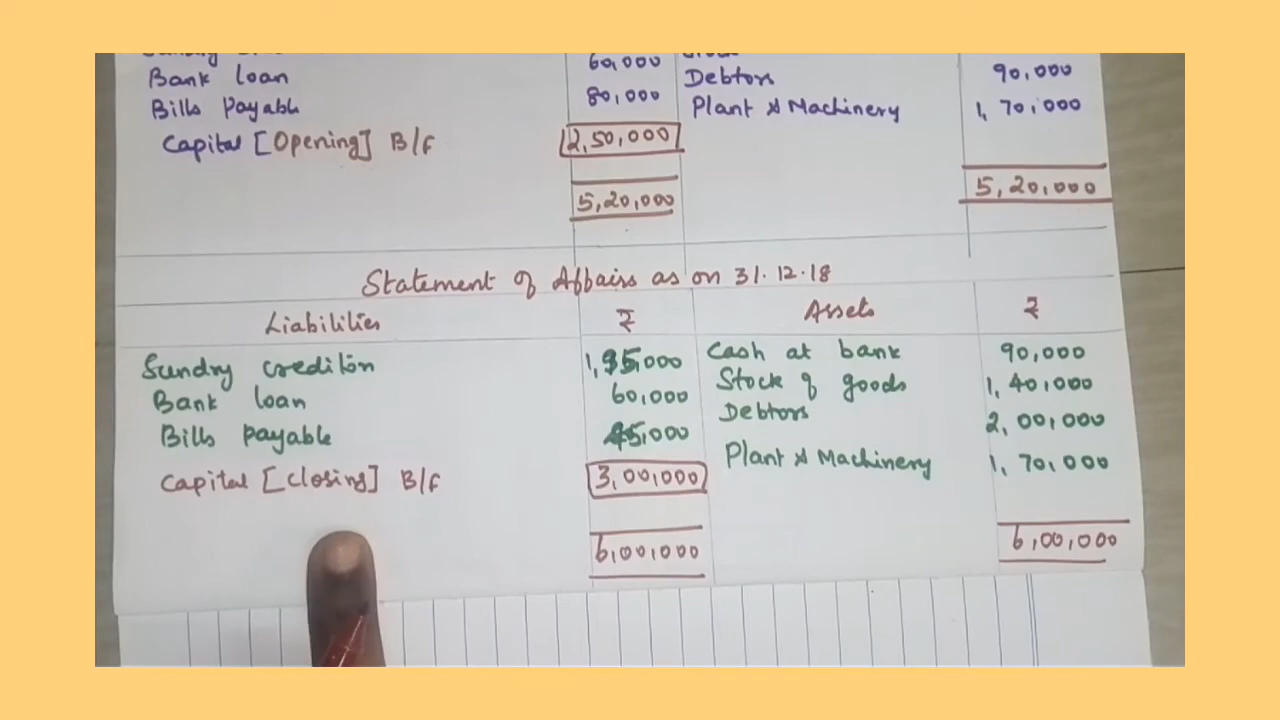 60,000
Bank loan 80,000 Debtors 90,000
Bills Payable Plant & Machinery 1,70,000
Capital [Opening] B/F 2,50,000
5,20,000 5,20,000
Statement of Affairs as on 31.12.18
Liabilities ₹ Assets ₹
Sundry creditors 1,95,000 Cash at bank 90,000
Bank loan 60,000 Stock of goods 1,40,000
Bills Payable 45,000 Debtors 2,00,000
Capital [closing] B/F 3,00,000 Plant & Machinery 1,70,000
6,00,000 6,00,000